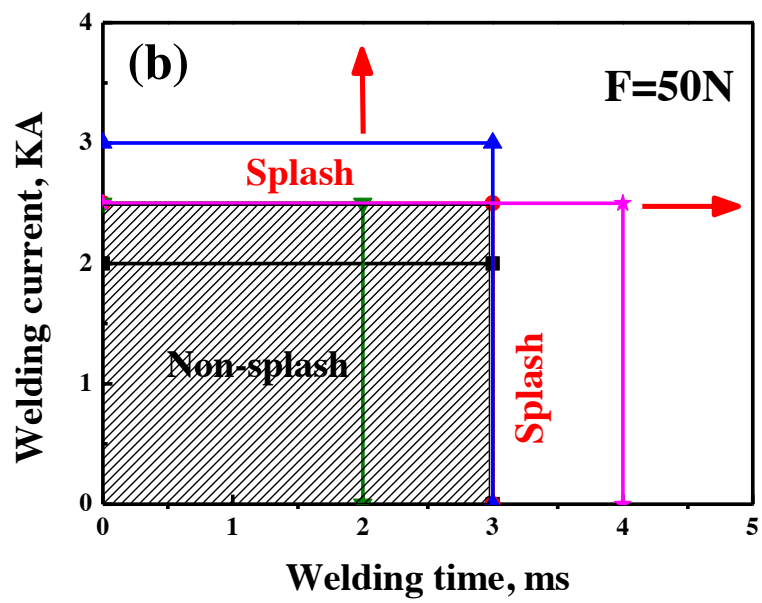 (b)
F=50N
Splash
Non-splash
Splash
Welding current, KA
4
3
2
1
0
0 1 2 3 4 5
Welding time, ms